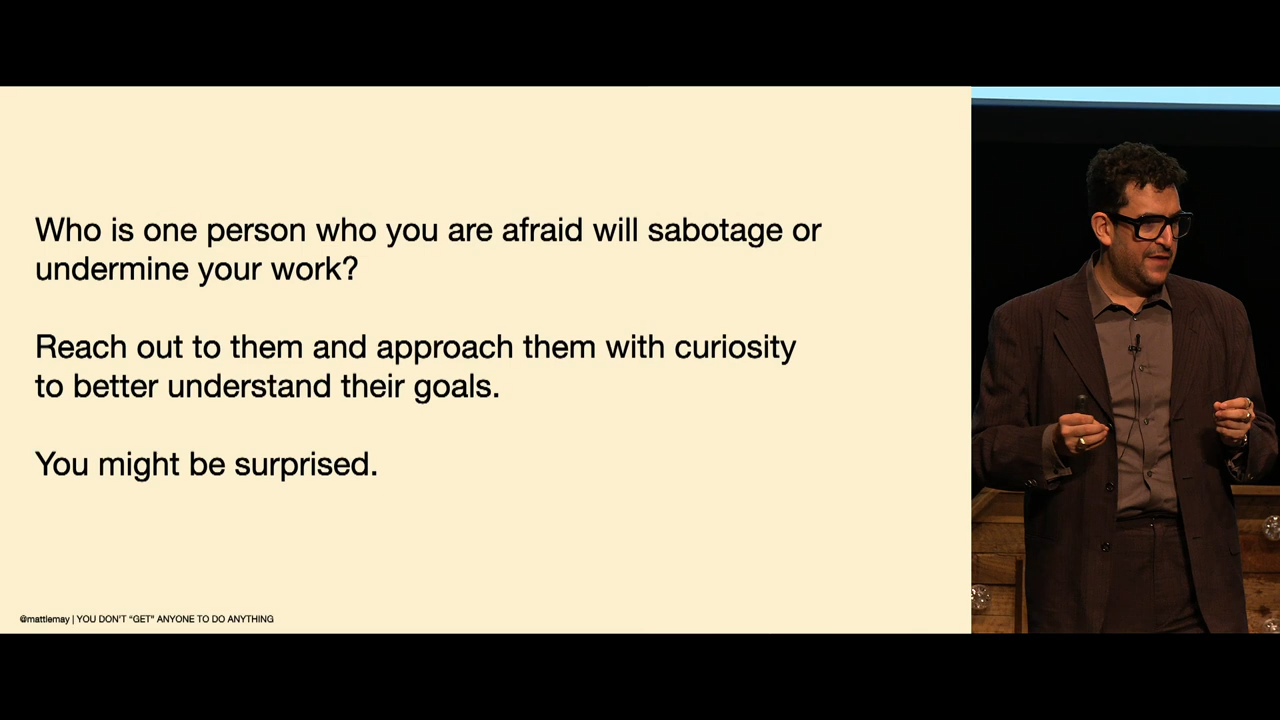 Who is one person who you are afraid will sabotage or
undermine your work?
Reach out to them and approach them with curiosity
to better understand their goals.
You might be surprised.
@mattlemay | YOU DON'T “GET” ANYONE TO DO ANYTHING